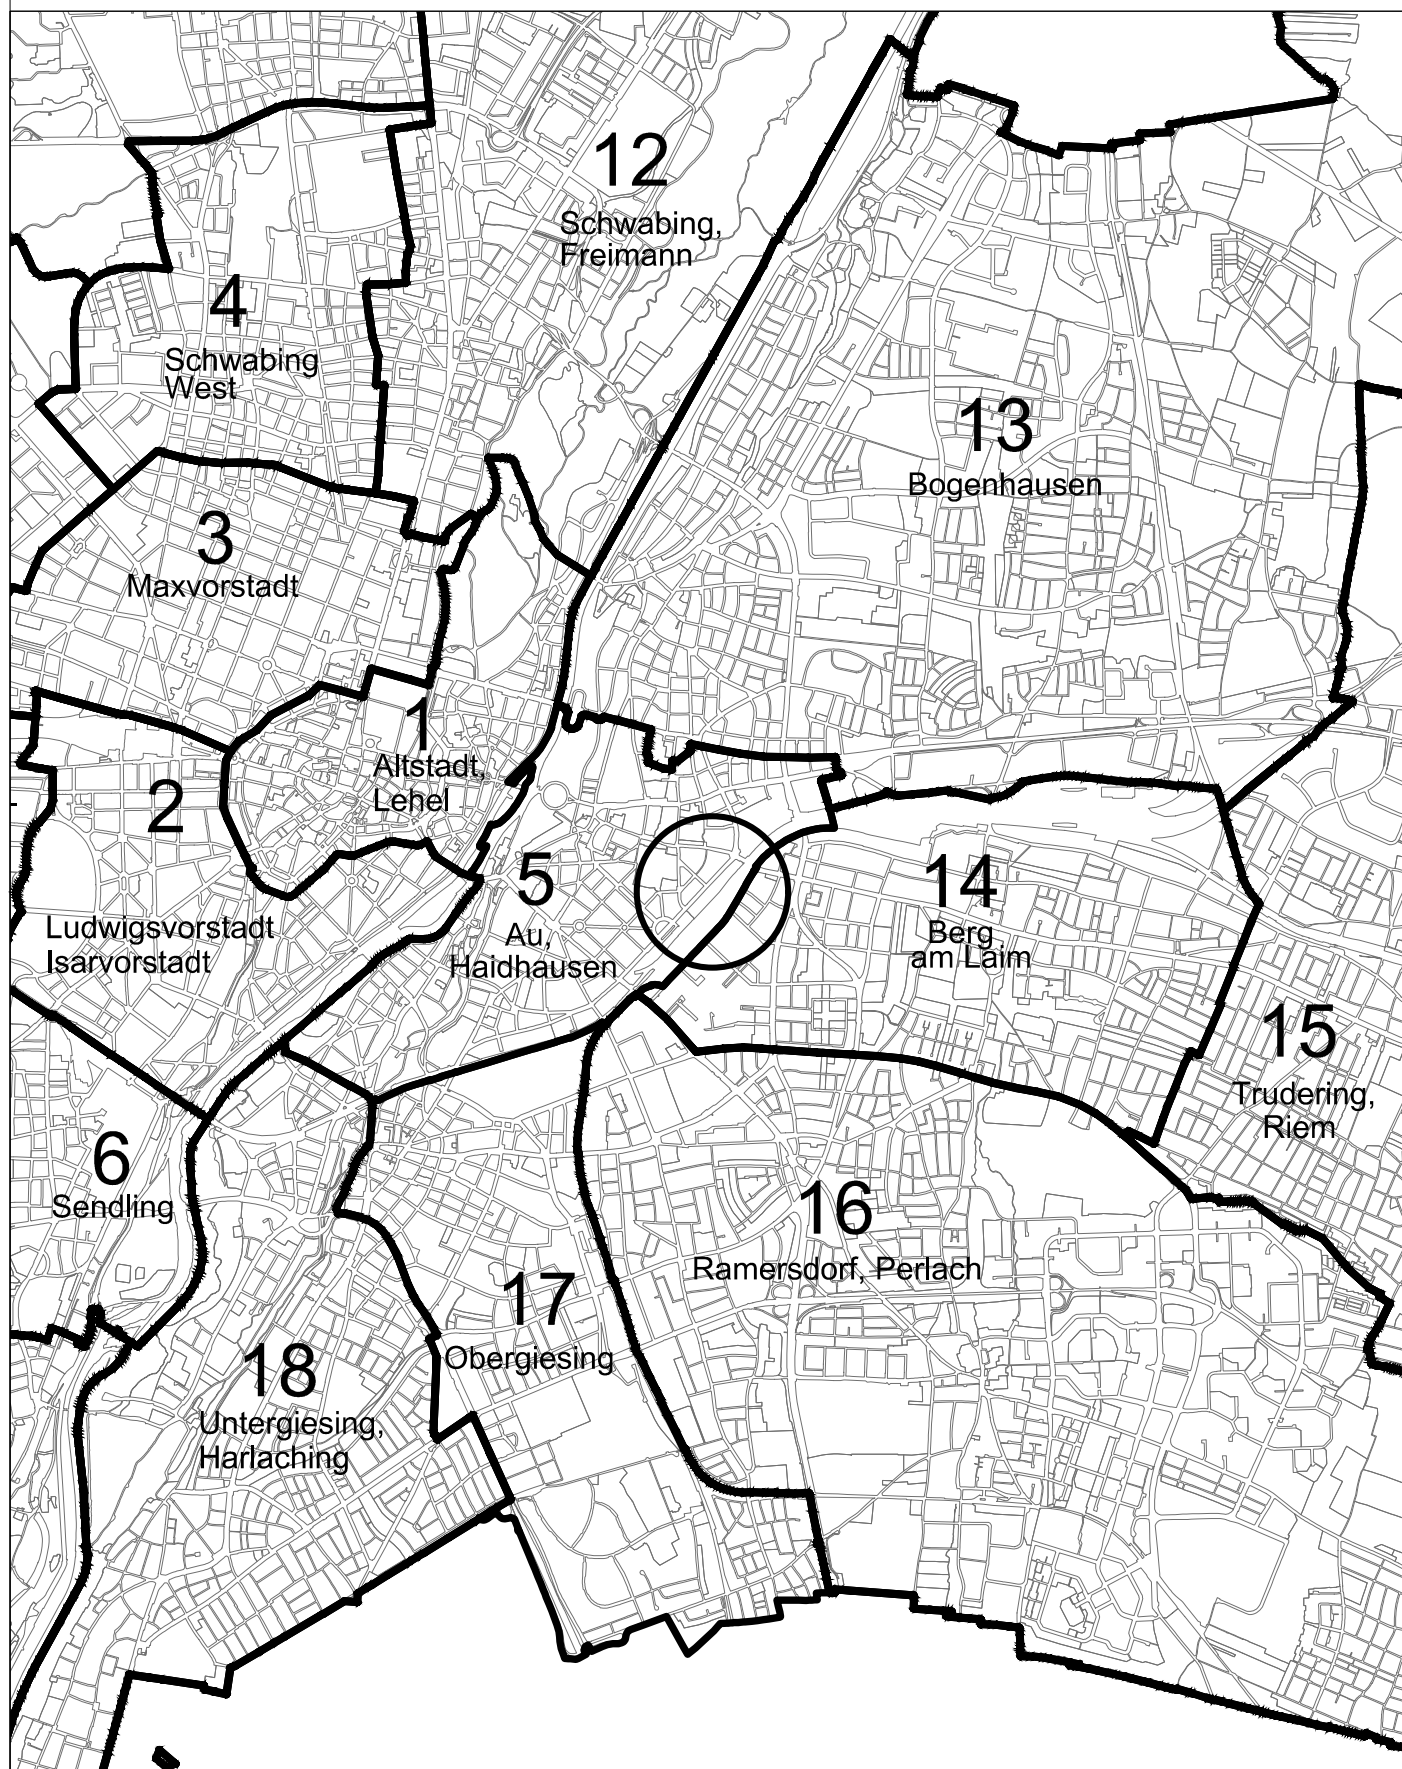 12
Schwabing,
Freimann
4
Schwabing
West
13
Bogenhausen
3
Maxvorstadt
1
Altstadt,
Lehel
2
Ludwigsvorstadt
Isarvorstadt
5
Au,
Haidhausen
14
Berg
am Laim
15
Trudering,
Riem
6
Sendling
16
Ramersdorf, Perlach
17
Obergiesing
18
Untergiesing,
Harlaching